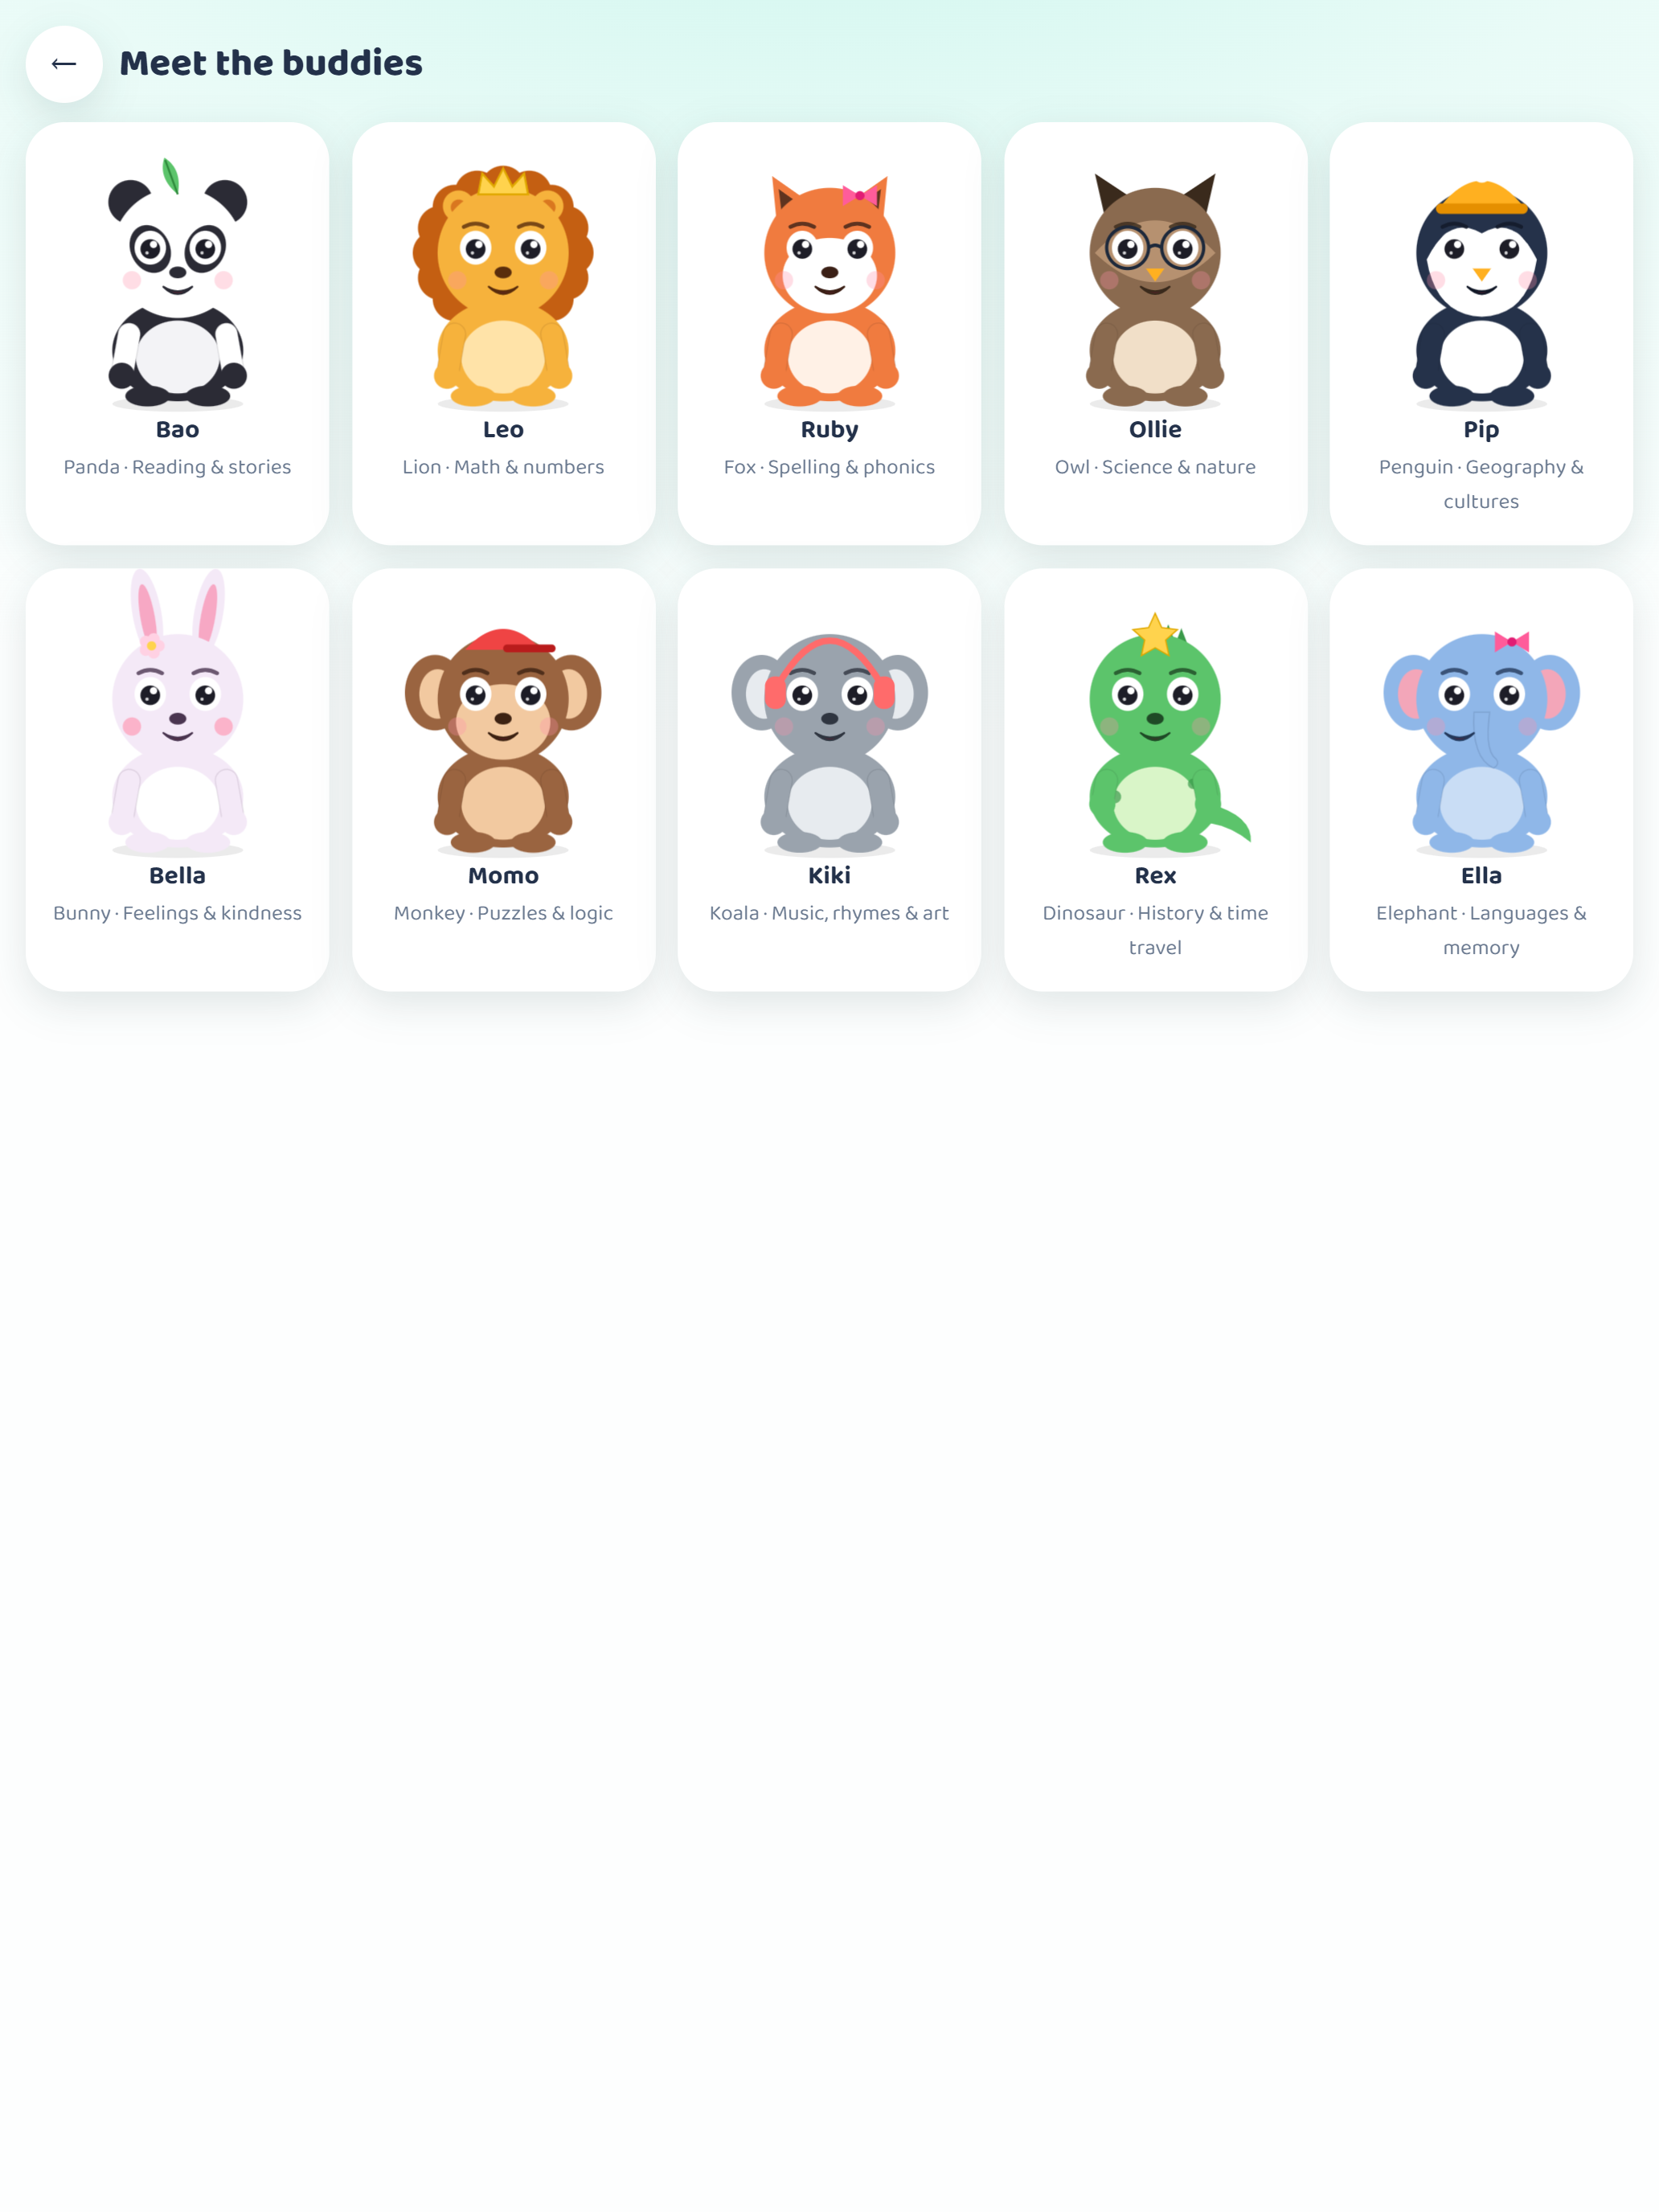 ← Meet the buddies
Bao
Panda · Reading & stories
Leo
Lion · Math & numbers
Ruby
Fox · Spelling & phonics
Ollie
Owl · Science & nature
Pip
Penguin · Geography &
cultures
Bella
Bunny · Feelings & kindness
Momo
Monkey · Puzzles & logic
Kiki
Koala · Music, rhymes & art
Rex
Dinosaur · History & time
travel
Ella
Elephant · Languages &
memory